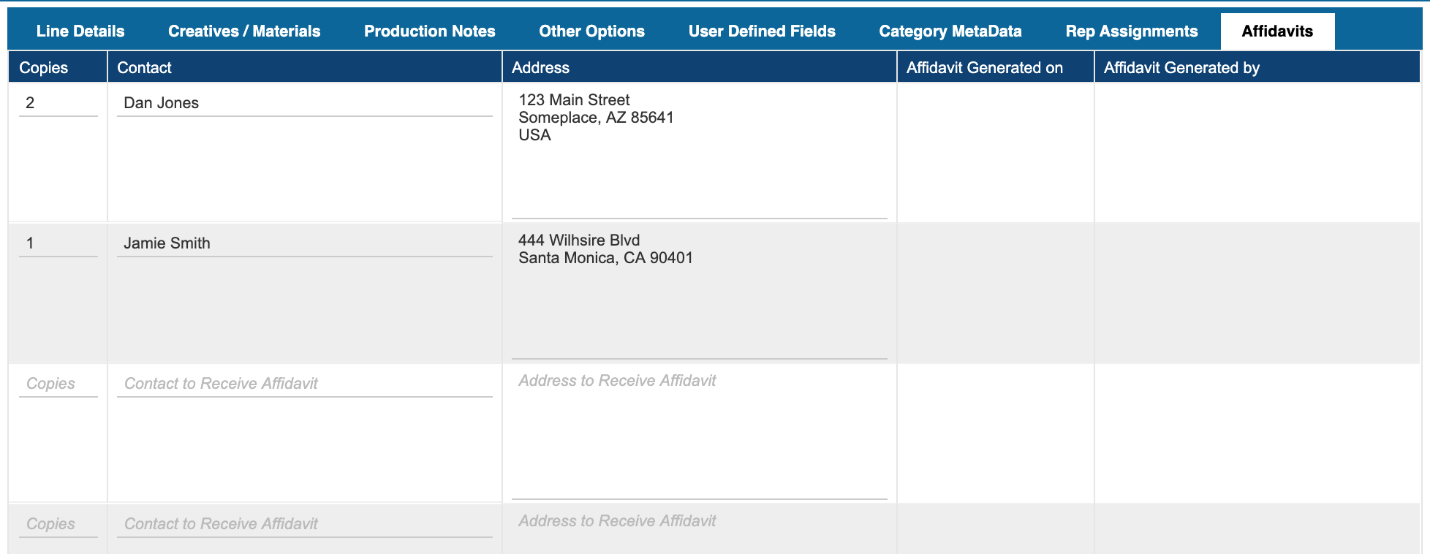 Line Details Creatives / Materials Production Notes Other Options User Defined Fields Category MetaData Rep Assignments Affidavits
Copies Contact Address Affidavit Generated on Affidavit Generated by
2 Dan Jones 123 Main Street
Someplace, AZ 85641
USA
1 Jamie Smith 444 Wilhsire Blvd
Santa Monica, CA 90401
Copies Contact to Receive Affidavit Address to Receive Affidavit
Copies Contact to Receive Affidavit Address to Receive Affidavit